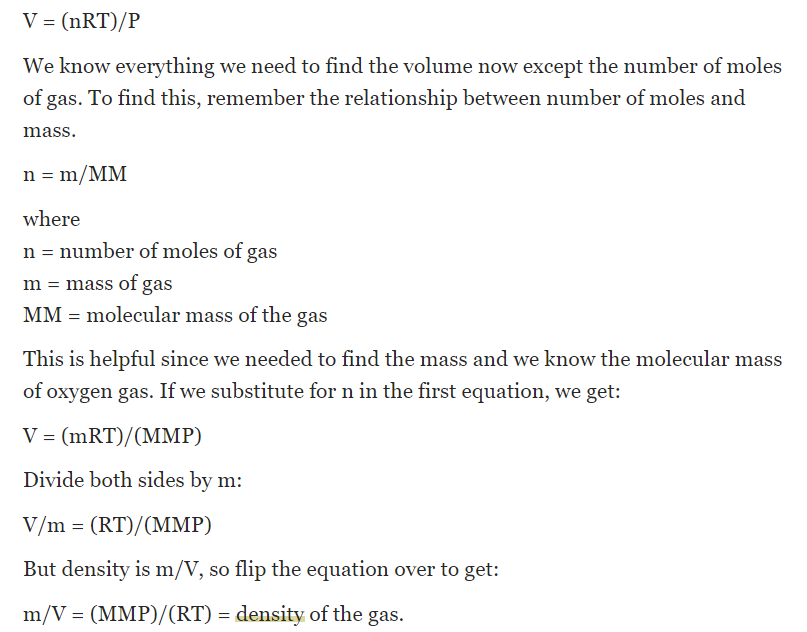 V = (nRT)/P
We know everything we need to find the volume now except the number of moles
of gas. To find this, remember the relationship between number of moles and
mass.
n = m/MM
where
n = number of moles of gas
m = mass of gas
MM = molecular mass of the gas
This is helpful since we needed to find the mass and we know the molecular mass
of oxygen gas. If we substitute for n in the first equation, we get:
V = (mRT)/(MMP)
Divide both sides by m:
V/m = (RT)/(MMP)
But density is m/V, so flip the equation over to get:
m/V = (MMP)/(RT) = density of the gas.